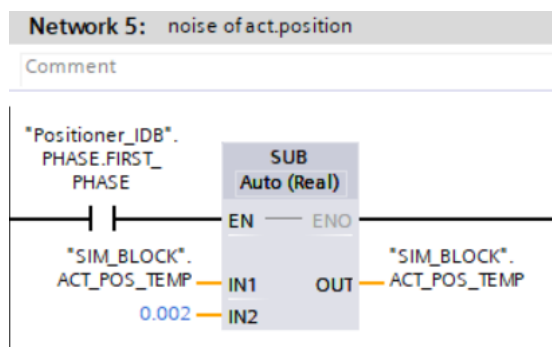 Network 5: noise of act.position
Comment
"Positioner_IDB".
PHASE.FIRST_
PHASE
SUB
Auto (Real)
EN
ENO
"SIM_BLOCK".
ACT_POS_TEMP
IN1
0.002
IN2
OUT
"SIM_BLOCK".
ACT_POS_TEMP